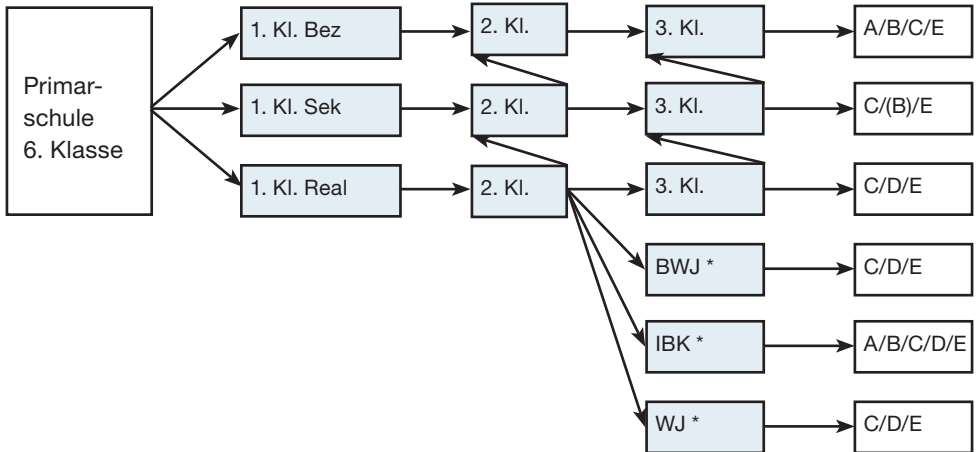 Primar-
schule
6. Klasse
1. Kl. Bez
2. Kl.
3. Kl.
A/B/C/E
1. Kl. Sek
2. Kl.
3. Kl.
C/(B)/E
1. Kl. Real
2. Kl.
3. Kl.
C/D/E
BWJ *
C/D/E
IBK *
A/B/C/D/E
WJ *
C/D/E